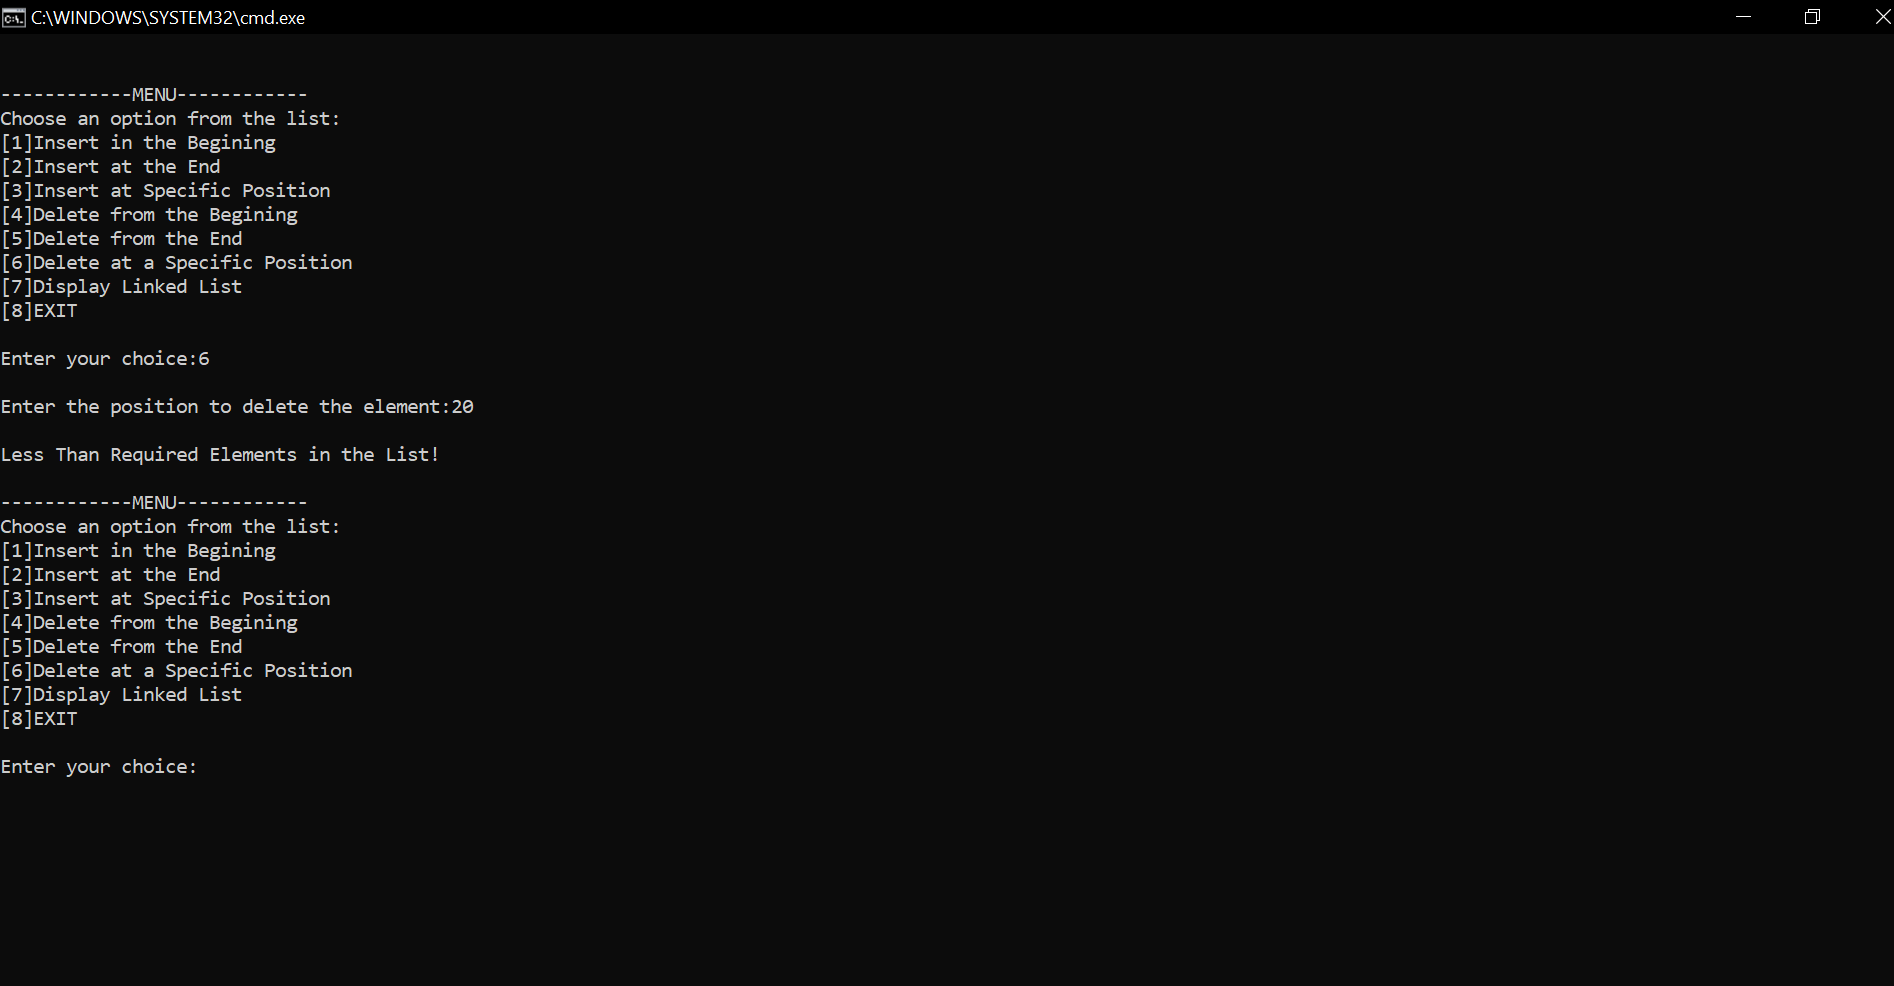 C:\WINDOWS\SYSTEM32\cmd.exe
------------MENU------------
Choose an option from the list:
[1]Insert in the Begining
[2]Insert at the End
[3]Insert at Specific Position
[4]Delete from the Begining
[5]Delete from the End
[6]Delete at a Specific Position
[7]Display Linked List
[8]EXIT
Enter your choice:6
Enter the position to delete the element:20
Less Than Required Elements in the List!
------------MENU------------
Choose an option from the list:
[1]Insert in the Begining
[2]Insert at the End
[3]Insert at Specific Position
[4]Delete from the Begining
[5]Delete from the End
[6]Delete at a Specific Position
[7]Display Linked List
[8]EXIT
Enter your choice: